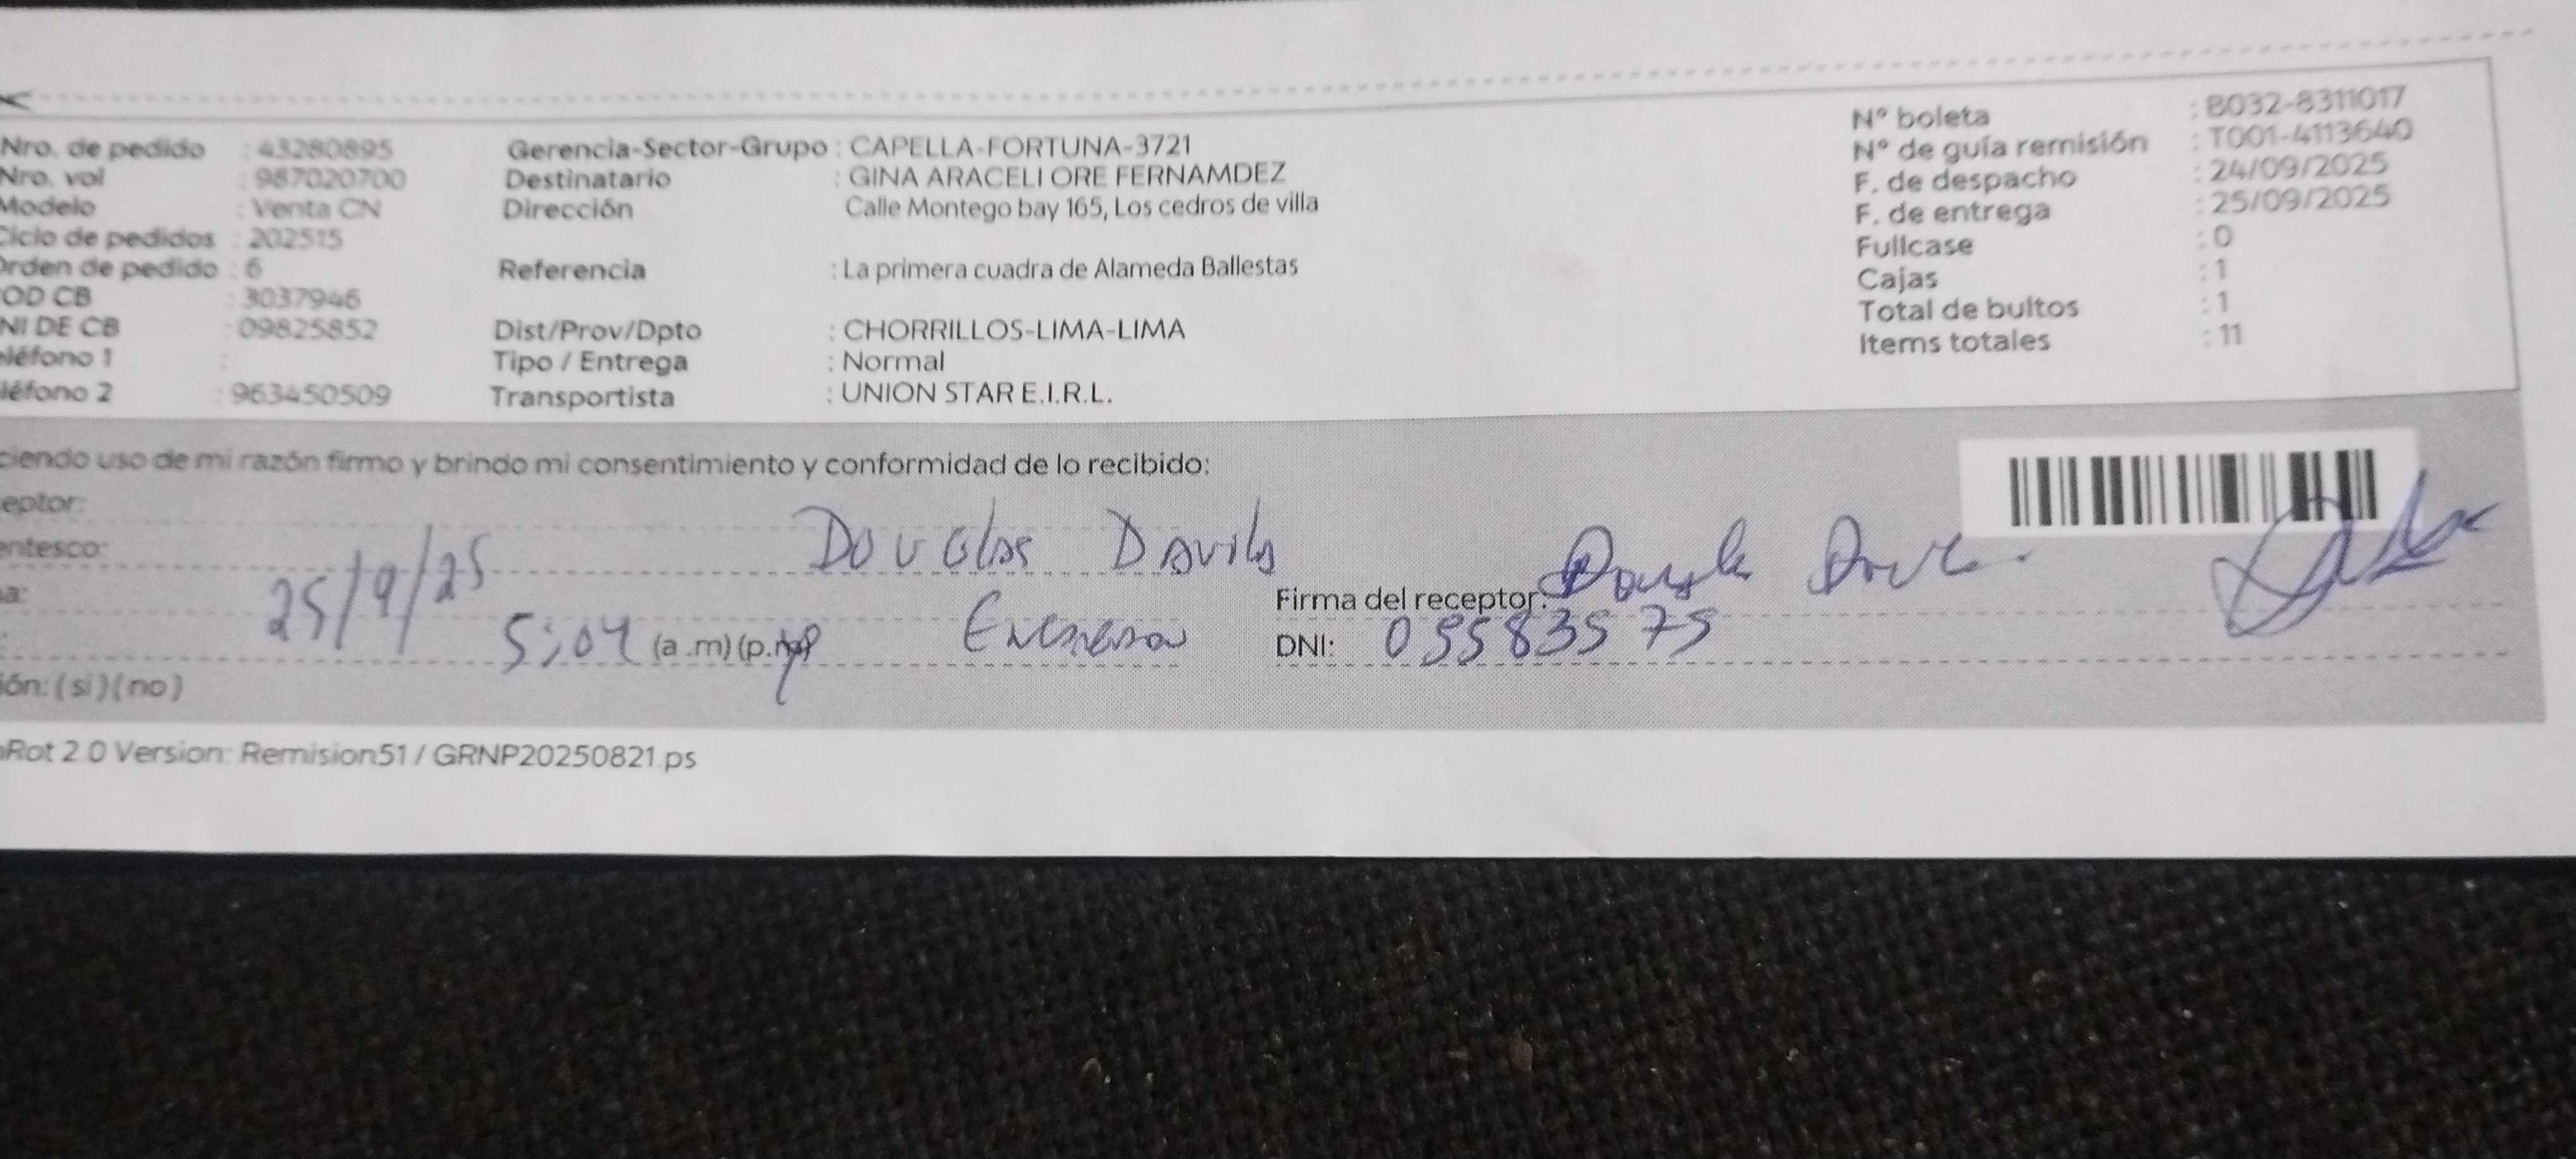 Nro. de pedido : 43280895 Gerencia-Sector-Grupo : CAPELLA-FORTUNA-3721 N° boleta : B032-8311017
Nro. vol : 987020700 Destinatario : GINA ARACELI ORE FERNAMDEZ N° de guía remisión : T001-4113640
Modelo : Venta CN Dirección Calle Montego bay 165, Los cedros de villa F. de despacho : 24/09/2025
Ciclo de pedidos : 202515 F. de entrega : 25/09/2025
Orden de pedido : 6 Referencia : La primera cuadra de Alameda Ballestas Fullcase : 0
OD CB : 3037946 Cajas : 1
NI DE CB : 09825852 Dist/Prov/Dpto : CHORRILLOS-LIMA-LIMA Total de bultos : 1
eléfono 1 : Tipo / Entrega : Normal Items totales : 11
léfono 2 : 963450509 Transportista : UNION STAR E.I.R.L.
ciendo uso de mi razón firmo y brindo mi consentimiento y conformidad de lo recibido:
eptor: Douglas Davila
entesco:
a: 25/9/25 Firma del receptor:
: 5:04 (a.m) (p.m) DNI:
ión: (si) (no)
Rot 2.0 Version: Remision51 / GRNP20250821.ps